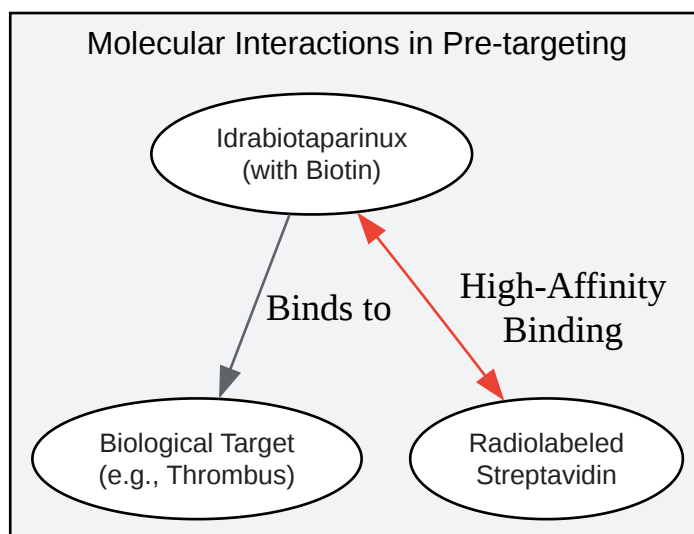 Molecular Interactions in Pre-targeting
Idrabiotaparinux
(with Biotin)
Binds to
High-Affinity
Binding
Biological Target
(e.g., Thrombus)
Radiolabeled
Streptavidin